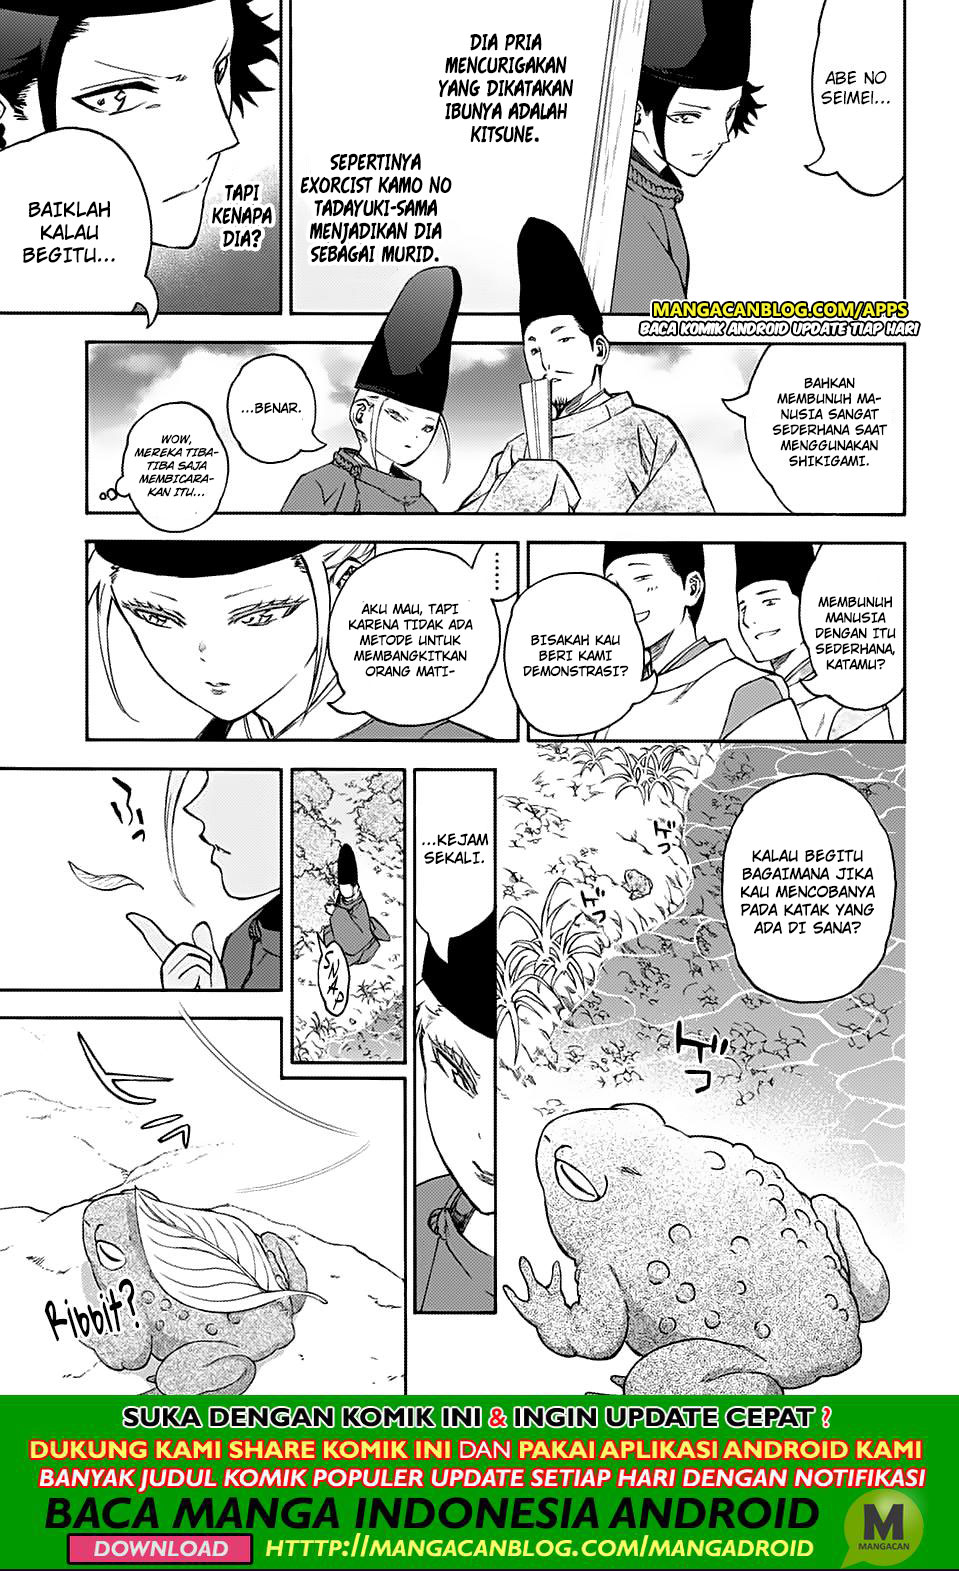 ABE NO
SEIMEI...
DIA PRIA
MENCURIGAKAN
YANG DIKATAKAN
IBUNYA ADALAH
KITSUNE.
SEPERTINYA
EXORCIST KAMO NO
TADAYUKI-SAMA
MENJADIKAN DIA
SEBAGAI MURID.
TAPI
KENAPA
DIA?
BAIKLAH
KALAU
BEGITU...
MANGACANBLOG.COM/APPS
BACA KOMIK ANDROID UPDATE TIAP HARI
BAHKAN
MEMBUNUH MA-
NUSIA SANGAT
SEDERHANA SAAT
MENGGUNAKAN
SHIKIGAMI.
...BENAR.
WOW,
MEREKA TIBA-
TIBA SAJA
MEMBICARA-
KAN ITU...
MEMBUNUH
MANUSIA
DENGAN ITU
SEDERHANA,
KATAMU?
BISAKAH KAU
BERI KAMI
DEMONSTRASI?
.......
AKU MAU, TAPI
KARENA TIDAK ADA
METODE UNTUK
MEMBANGKITKAN
ORANG MATI-
KALAU BEGITU
BAGAIMANA JIKA
KAU MENCOBANYA
PADA KATAK YANG
ADA DI SANA?
ゲコ
ゲコ
ゲコ
...KEJAM
SEKALI.
SNAP
Ribbit?
SUKA DENGAN KOMIK INI & INGIN UPDATE CEPAT ?
DUKUNG KAMI SHARE KOMIK INI DAN PAKAI APLIKASI ANDROID KAMI
BANYAK JUDUL KOMIK POPULER UPDATE SETIAP HARI DENGAN NOTIFIKASI
BACA MANGA INDONESIA ANDROID
DOWNLOAD
HTTTP://MANGACANBLOG.COM/MANGADROID
M
MANGACAN